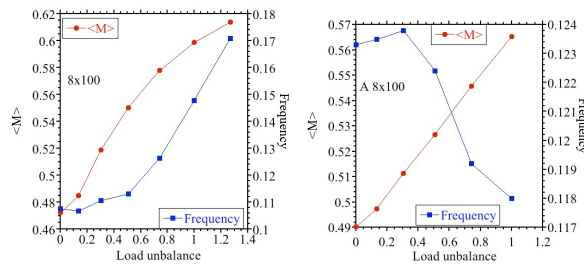 0.62
0.6
0.58
0.56
0.54
0.52
0.5
0.48
0.46
<M>
<M>
8x100
Frequency
0.18
0.17
0.16
0.15
0.14
0.13
0.12
0.11
0.1
Frequency
0 0.2 0.4 0.6 0.8 1 1.2 1.4
Load unbalance
0.57
0.56
0.55
0.54
0.53
0.52
0.51
0.5
0.49
<M>
<M>
A 8x100
Frequency
0.124
0.123
0.122
0.121
0.120
0.119
0.118
0.117
Frequency
0 0.2 0.4 0.6 0.8 1 1.2
Load unbalance